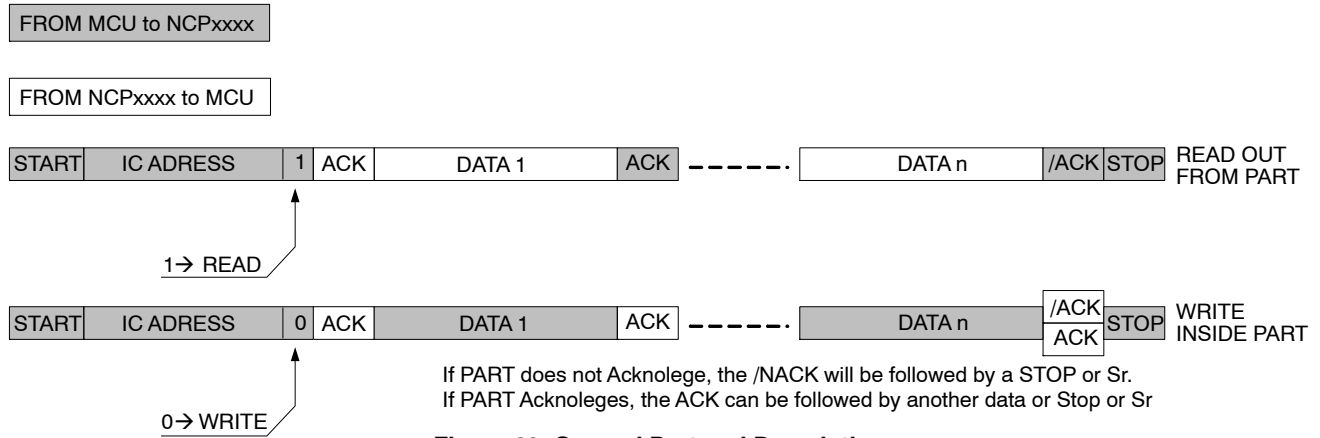 FROM MCU to NCPxxxx
FROM NCPxxxx to MCU
START IC ADRESS 1 ACK DATA 1 ACK DATA n /ACK STOP READ OUT
FROM PART
1→ READ
START IC ADRESS 0 ACK DATA 1 ACK DATA n /ACK STOP WRITE
ACK INSIDE PART
If PART does not Acknolege, the /NACK will be followed by a STOP or Sr.
If PART Acknoleges, the ACK can be followed by another data or Stop or Sr
0→ WRITE